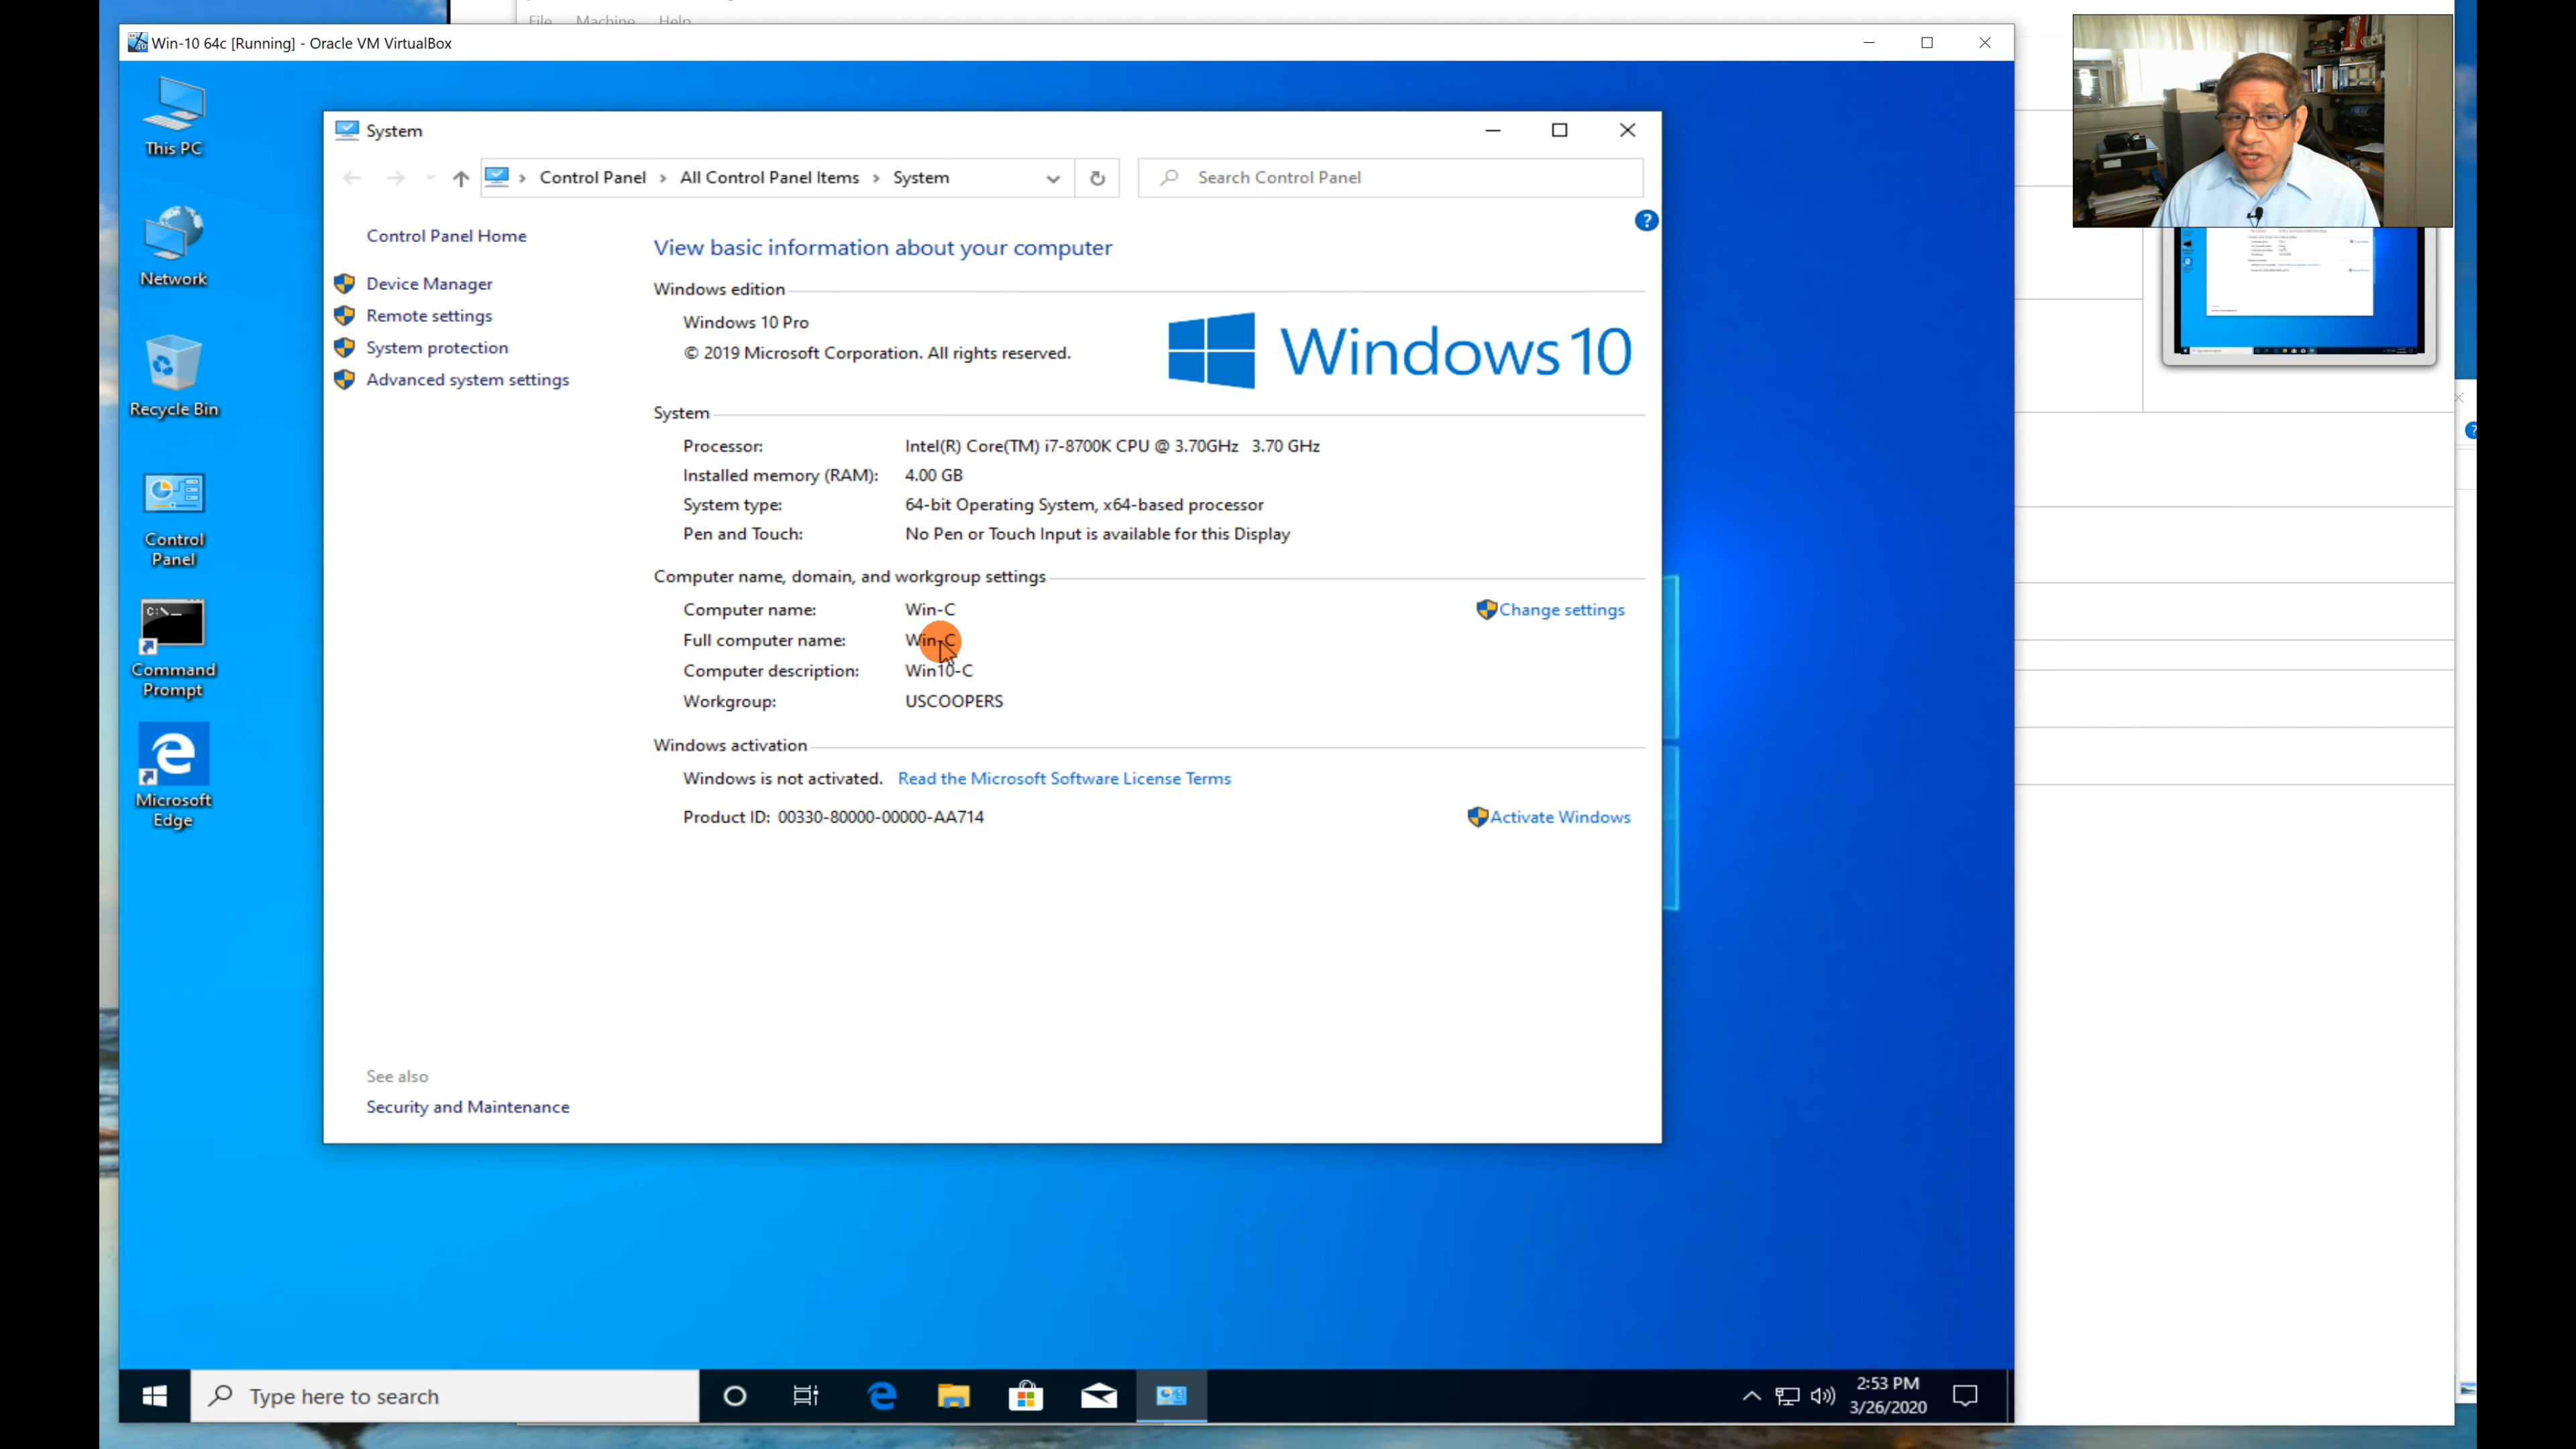 File Machine Help
Win-10 64c [Running] - Oracle VM VirtualBox
This PC
Network
Recycle Bin
Control
Panel
Command
Prompt
Microsoft
Edge
System
Control Panel › All Control Panel Items › System
Search Control Panel
Control Panel Home
Device Manager
Remote settings
System protection
Advanced system settings
View basic information about your computer
Windows edition
Windows 10 Pro
© 2019 Microsoft Corporation. All rights reserved.
Windows 10
System
Processor: Intel(R) Core(TM) i7-8700K CPU @ 3.70GHz 3.70 GHz
Installed memory (RAM): 4.00 GB
System type: 64-bit Operating System, x64-based processor
Pen and Touch: No Pen or Touch Input is available for this Display
Computer name, domain, and workgroup settings
Computer name: Win-C
Change settings
Full computer name: Win-C
Computer description: Win10-C
Workgroup: USCOOPERS
Windows activation
Windows is not activated. Read the Microsoft Software License Terms
Product ID: 00330-80000-00000-AA714
Activate Windows
See also
Security and Maintenance
Type here to search
2:53 PM
3/26/2020